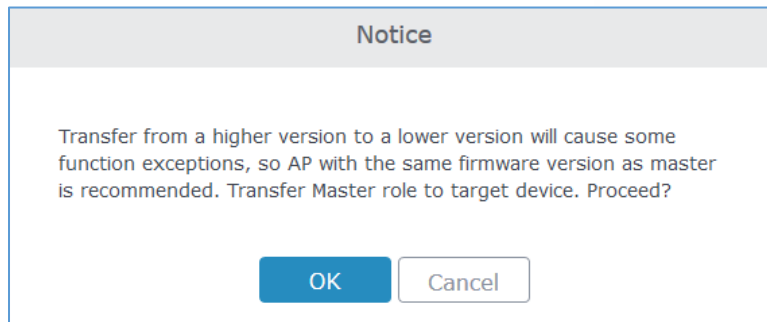 Notice
Transfer from a higher version to a lower version will cause some
function exceptions, so AP with the same firmware version as master
is recommended. Transfer Master role to target device. Proceed?
OK
Cancel